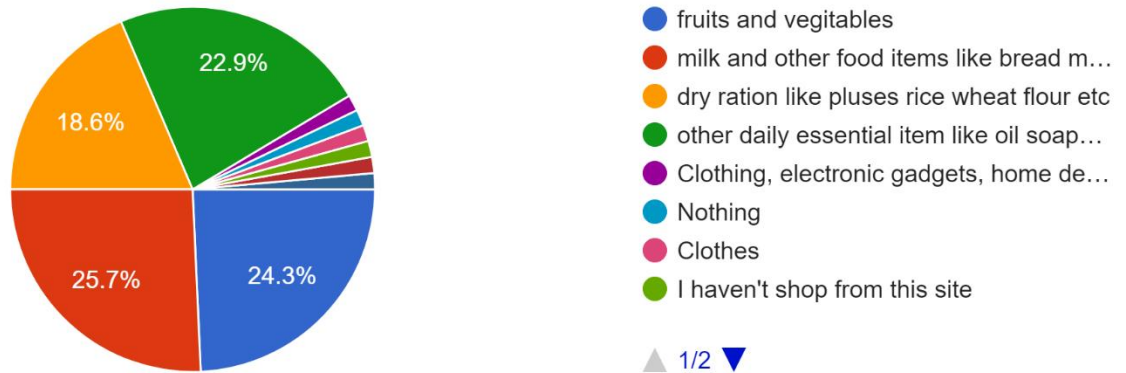 22.9%
18.6%
25.7%
24.3%
fruits and vegitables
milk and other food items like bread m...
dry ration like pluses rice wheat flour etc
other daily essential item like oil soap...
Clothing, electronic gadgets, home de...
Nothing
Clothes
I haven't shop from this site
1/2